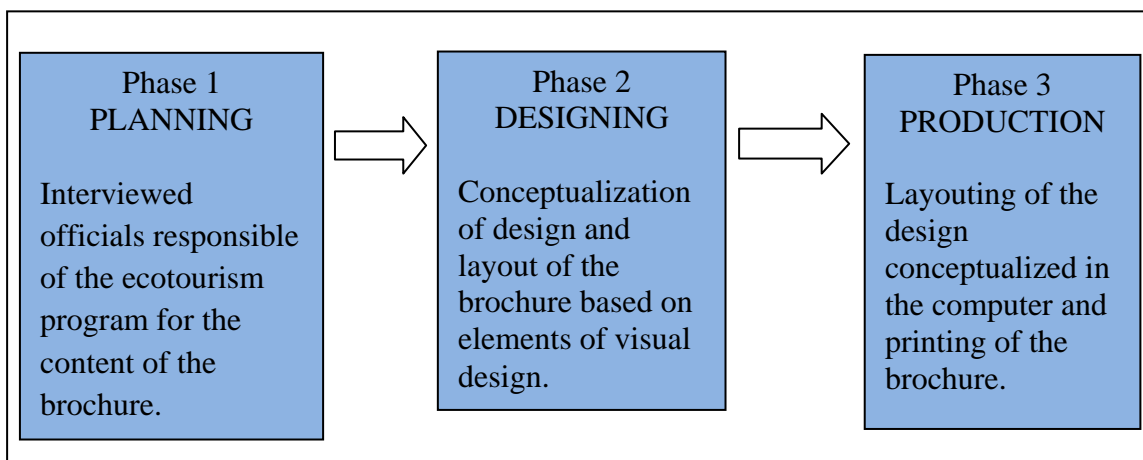 Phase 1
PLANNING
Interviewed
officials responsible
of the ecotourism
program for the
content of the
brochure.
Phase 2
DESIGNING
Conceptualization
of design and
layout of the
brochure based on
elements of visual
design.
Phase 3
PRODUCTION
Layouting of the
design
conceptualized in
the computer and
printing of the
brochure.